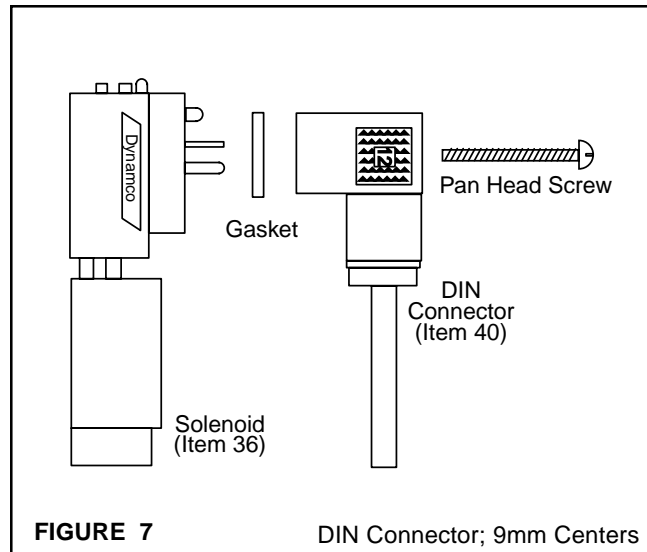 Dynamco
12
Gasket
Pan Head Screw
DIN
Connector
(Item 40)
Solenoid
(Item 36)
FIGURE 7
DIN Connector; 9mm Centers